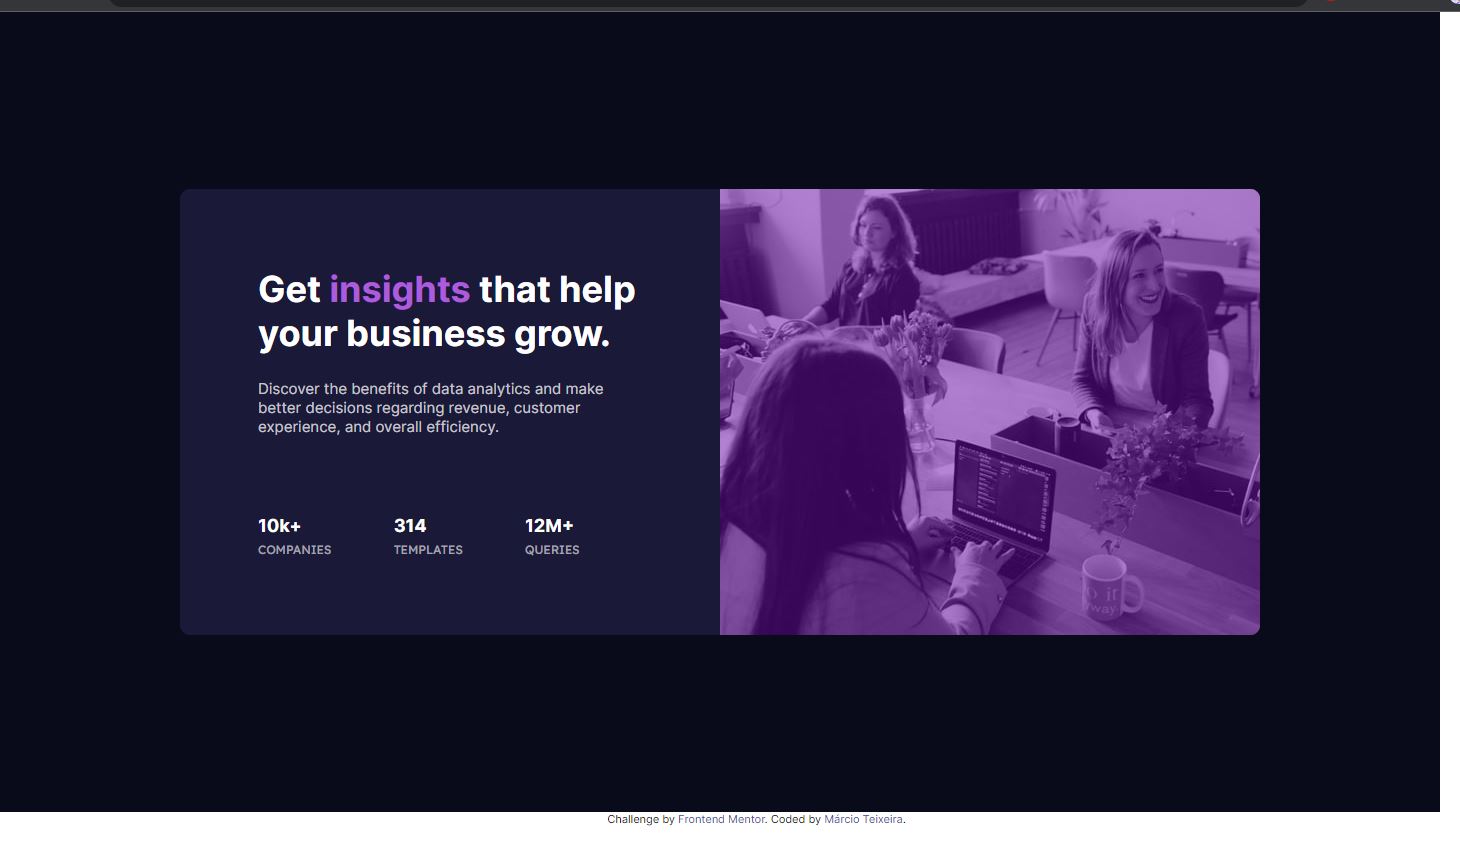 Get insights that help
your business grow.
Discover the benefits of data analytics and make
better decisions regarding revenue, customer
experience, and overall efficiency.
10k+ 314 12M+
COMPANIES TEMPLATES QUERIES
Challenge by Frontend Mentor. Coded by Márcio Teixeira.